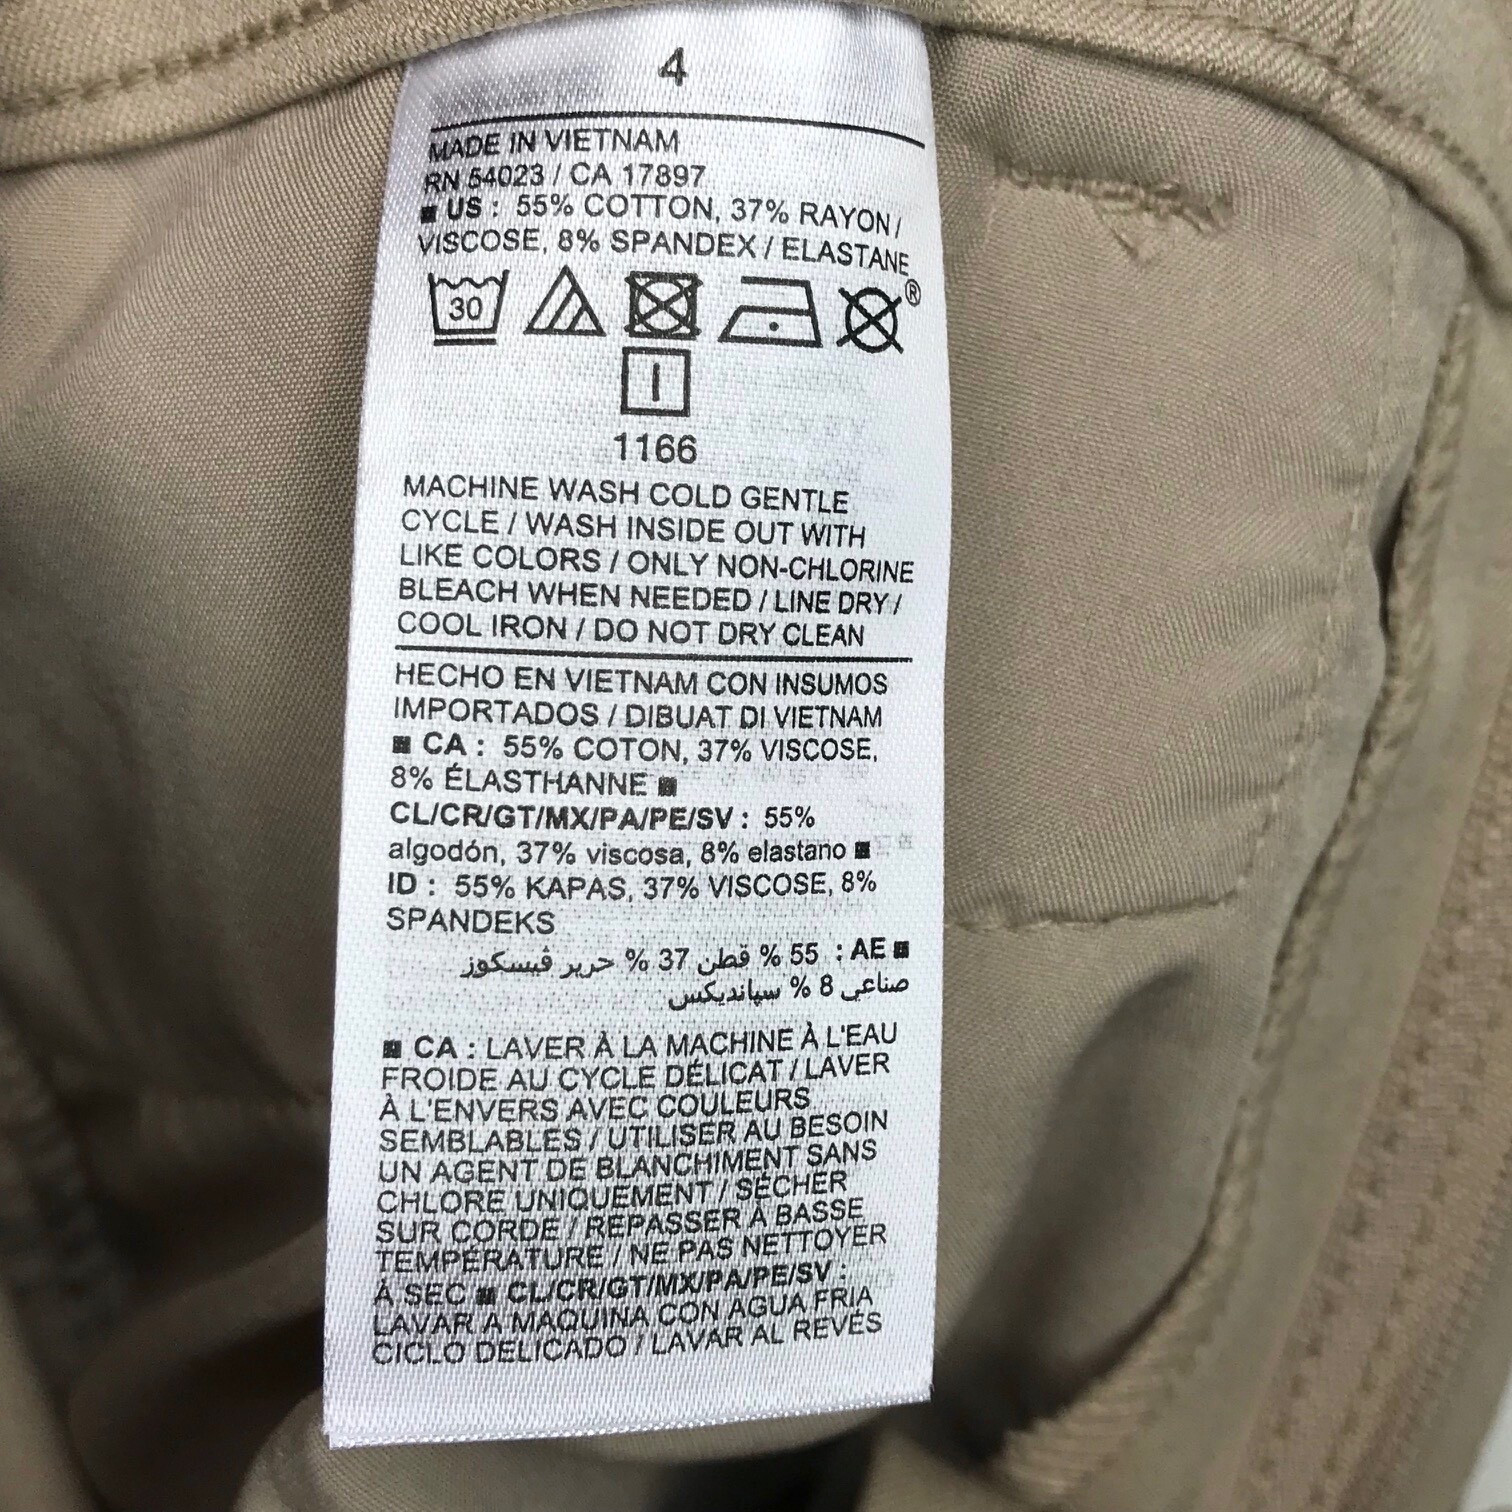 4
MADE IN VIETNAM
RN 54023 / CA 17897
■ US : 55% COTTON, 37% RAYON /
VISCOSE, 8% SPANDEX / ELASTANE
30
®
1166
MACHINE WASH COLD GENTLE
CYCLE / WASH INSIDE OUT WITH
LIKE COLORS / ONLY NON-CHLORINE
BLEACH WHEN NEEDED / LINE DRY /
COOL IRON / DO NOT DRY CLEAN
HECHO EN VIETNAM CON INSUMOS
IMPORTADOS / DIBUAT DI VIETNAM
■ CA : 55% COTON, 37% VISCOSE,
8% ÉLASTHANNE ■
CL/CR/GT/MX/PA/PE/SV : 55%
algodón, 37% viscosa, 8% elastano ■
ID : 55% KAPAS, 37% VISCOSE, 8%
SPANDEKS
■ AE : 55 % قطن 37 % حرير ڤيسكوز
صناعي 8 % سپانديكس
■ CA : LAVER À LA MACHINE À L'EAU
FROIDE AU CYCLE DÉLICAT / LAVER
À L'ENVERS AVEC COULEURS
SEMBLABLES / UTILISER AU BESOIN
UN AGENT DE BLANCHIMENT SANS
CHLORE UNIQUEMENT / SÉCHER
SUR CORDE / REPASSER À BASSE
TEMPÉRATURE / NE PAS NETTOYER
À SEC ■ CL/CR/GT/MX/PA/PE/SV :
LAVAR A MAQUINA CON AGUA FRIA
CICLO DELICADO / LAVAR AL REVÉS